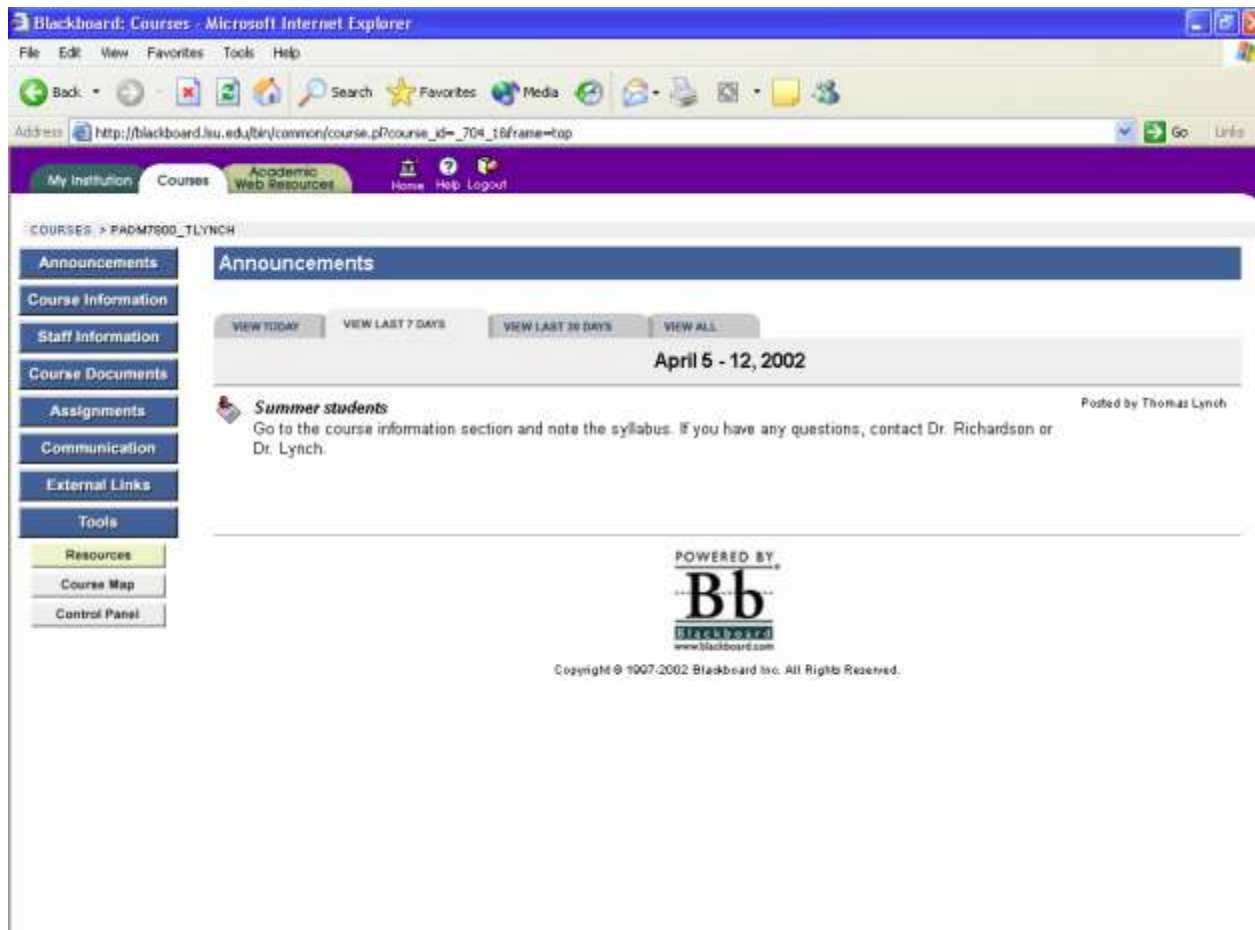 Blackboard: Courses - Microsoft Internet Explorer
File Edit View Favorites Tools Help
Back Search Favorites Media
Address http://blackboard.lsu.edu/bin/common/course.pl?course_id=_704_1&frame=top Go Links
My Institution Courses Academic Web Resources Home Help Logout
COURSES > PADM7800_TLYNCH
Announcements
Course Information
Staff Information
Course Documents
Assignments
Communication
External Links
Tools
Resources
Course Map
Control Panel
Announcements
VIEW TODAY VIEW LAST 7 DAYS VIEW LAST 30 DAYS VIEW ALL
April 5 - 12, 2002
Summer students Posted by Thomas Lynch
Go to the course information section and note the syllabus. If you have any questions, contact Dr. Richardson or
Dr. Lynch.
POWERED BY
Bb
Blackboard
www.blackboard.com
Copyright © 1997-2002 Blackboard Inc. All Rights Reserved.